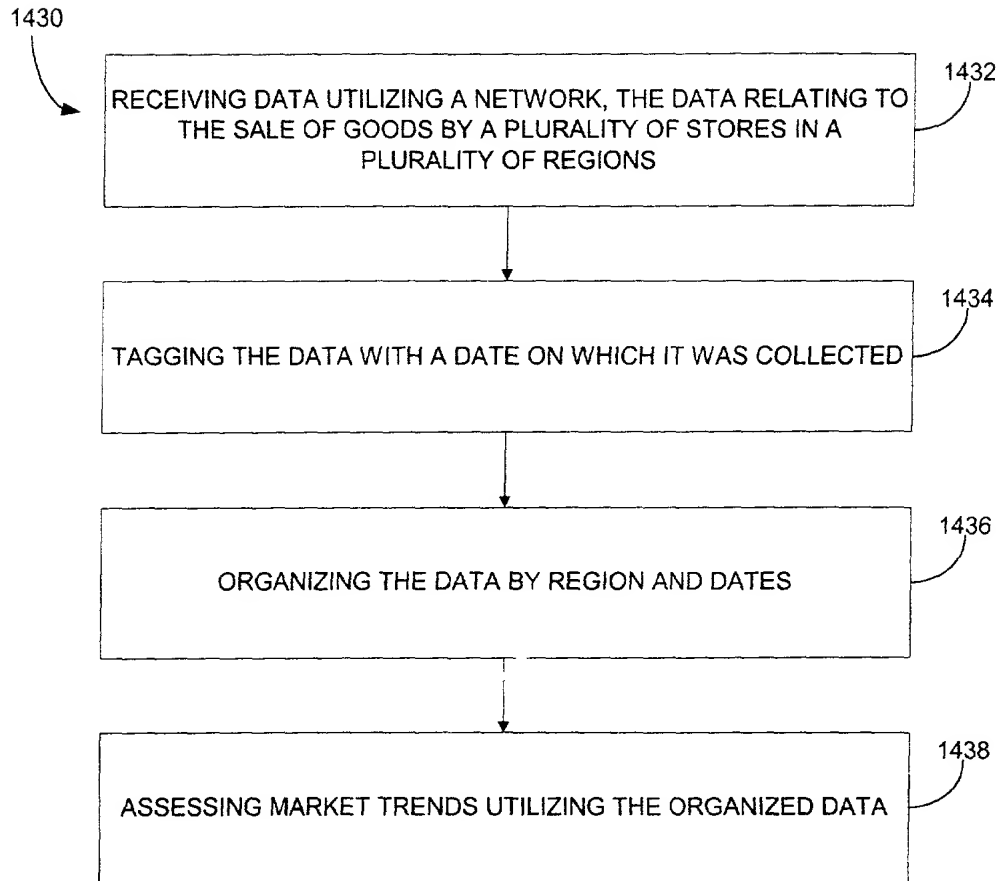 1430
1432
RECEIVING DATA UTILIZING A NETWORK, THE DATA RELATING TO
THE SALE OF GOODS BY A PLURALITY OF STORES IN A
PLURALITY OF REGIONS
1434
TAGGING THE DATA WITH A DATE ON WHICH IT WAS COLLECTED
1436
ORGANIZING THE DATA BY REGION AND DATES
1438
ASSESSING MARKET TRENDS UTILIZING THE ORGANIZED DATA